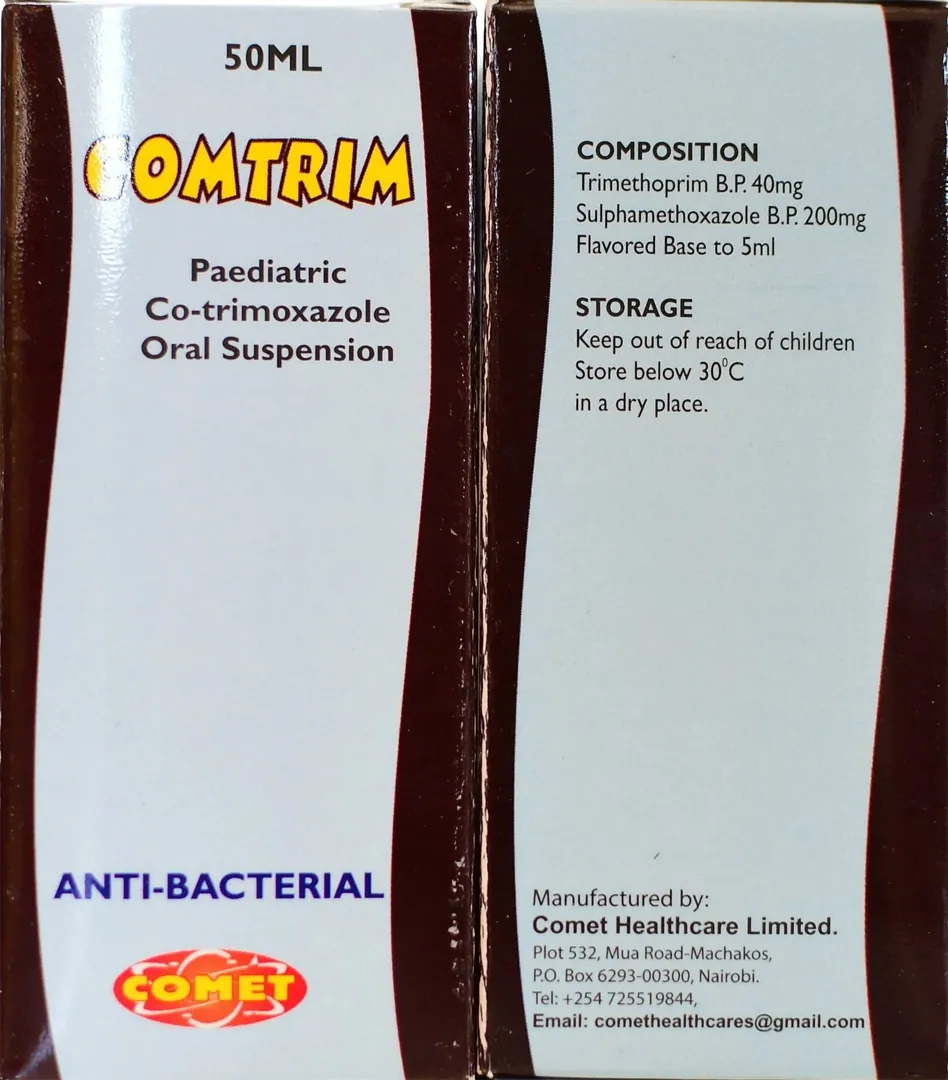 50ML
COMTRIM
Paediatric
Co-trimoxazole
Oral Suspension
ANTI-BACTERIAL
COMET
COMPOSITION
Trimethoprim B.P. 40mg
Sulphamethoxazole B.P. 200mg
Flavored Base to 5ml
STORAGE
Keep out of reach of children
Store below 30⁰C
in a dry place.
Manufactured by:
Comet Healthcare Limited.
Plot 532, Mua Road-Machakos,
P.O. Box 6293-00300, Nairobi.
Tel: +254 725519844,
Email: comethealthcares@gmail.com